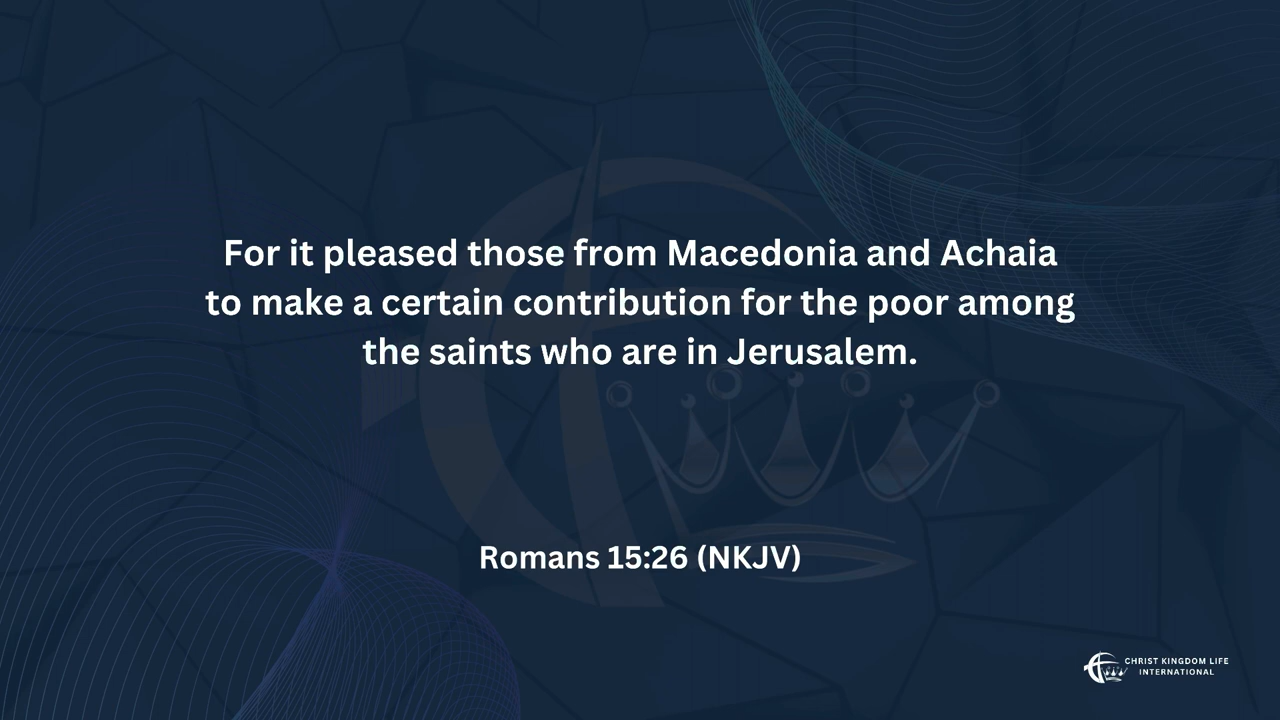 For it pleased those from Macedonia and Achaia
to make a certain contribution for the poor among
the saints who are in Jerusalem.
Romans 15:26 (NKJV)
CHRIST KINGDOM LIFE
INTERNATIONAL